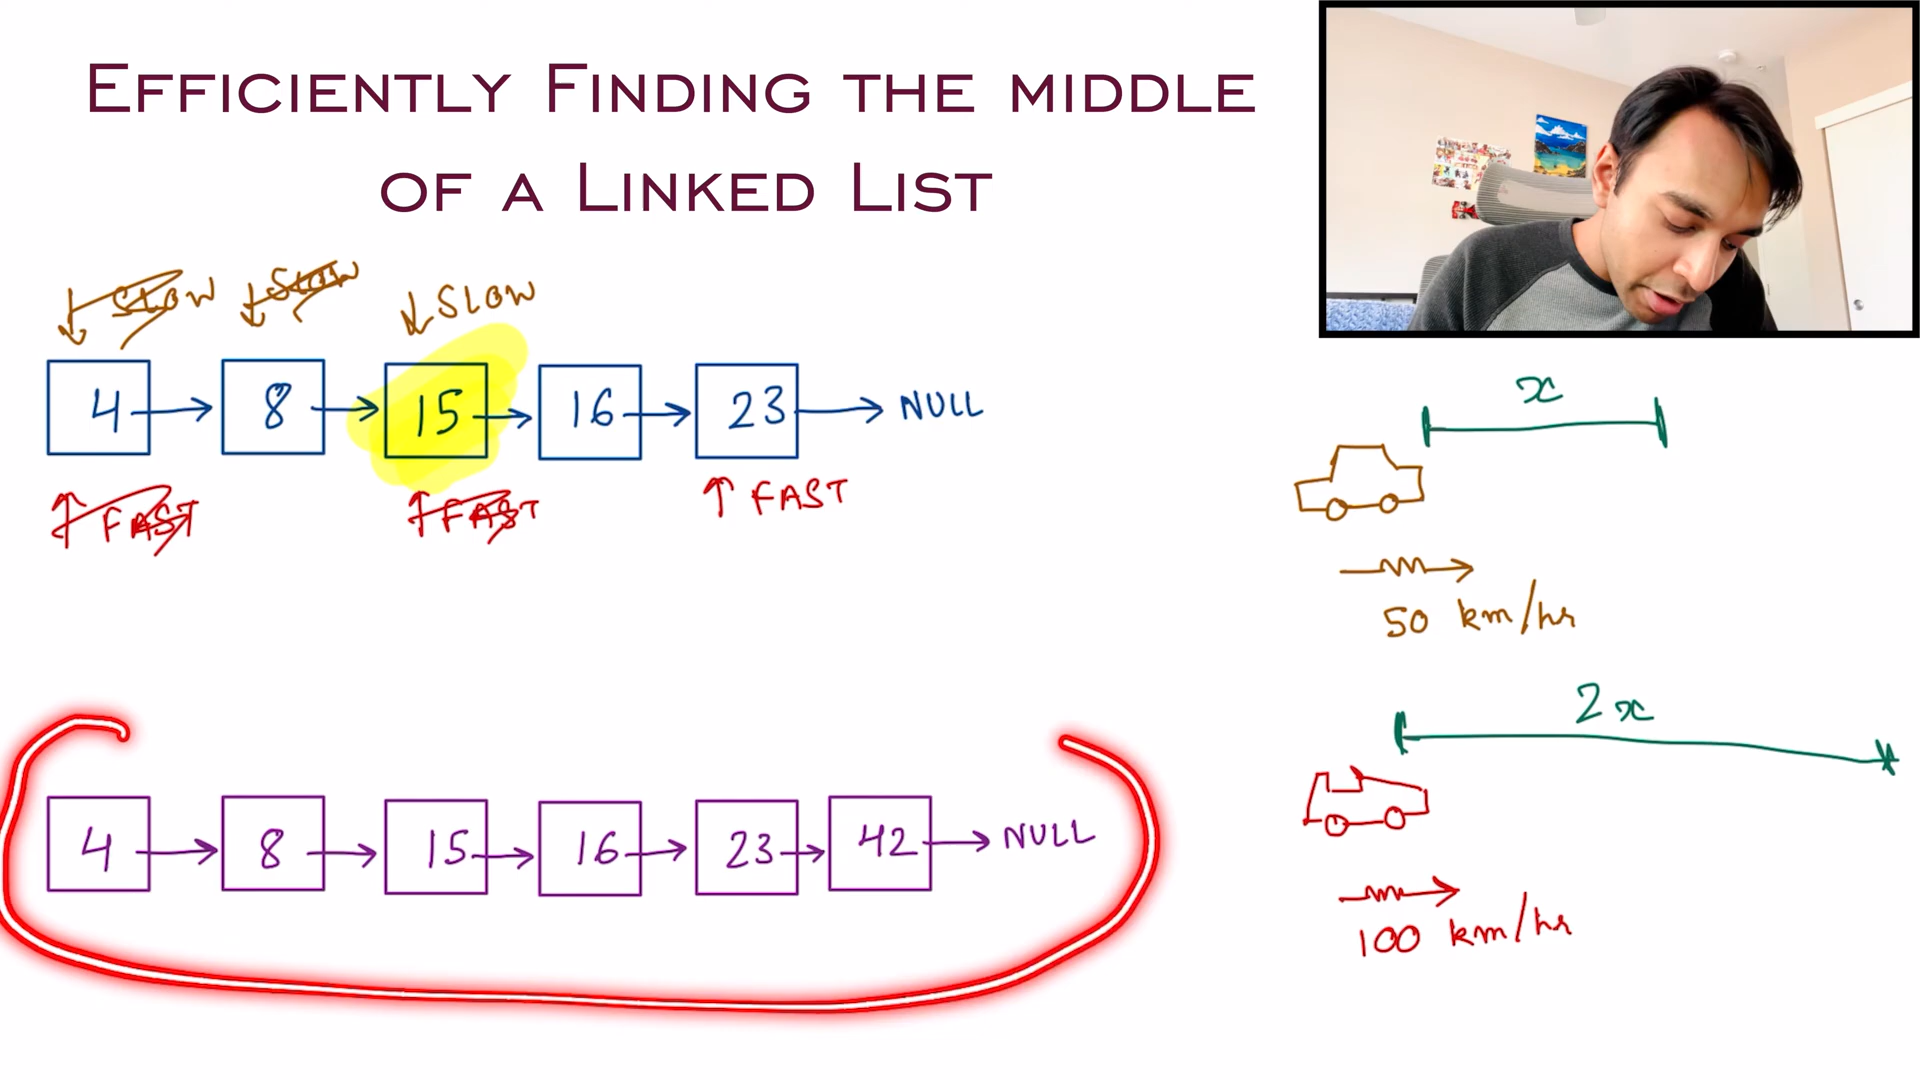 EFFICIENTLY FINDING THE MIDDLE
OF A LINKED LIST
SLOW SLOW SLOW
4 8 15 16 23 NULL
FAST FAST FAST
x
50 km/hr
2x
4 8 15 16 23 42 NULL
100 km/hr